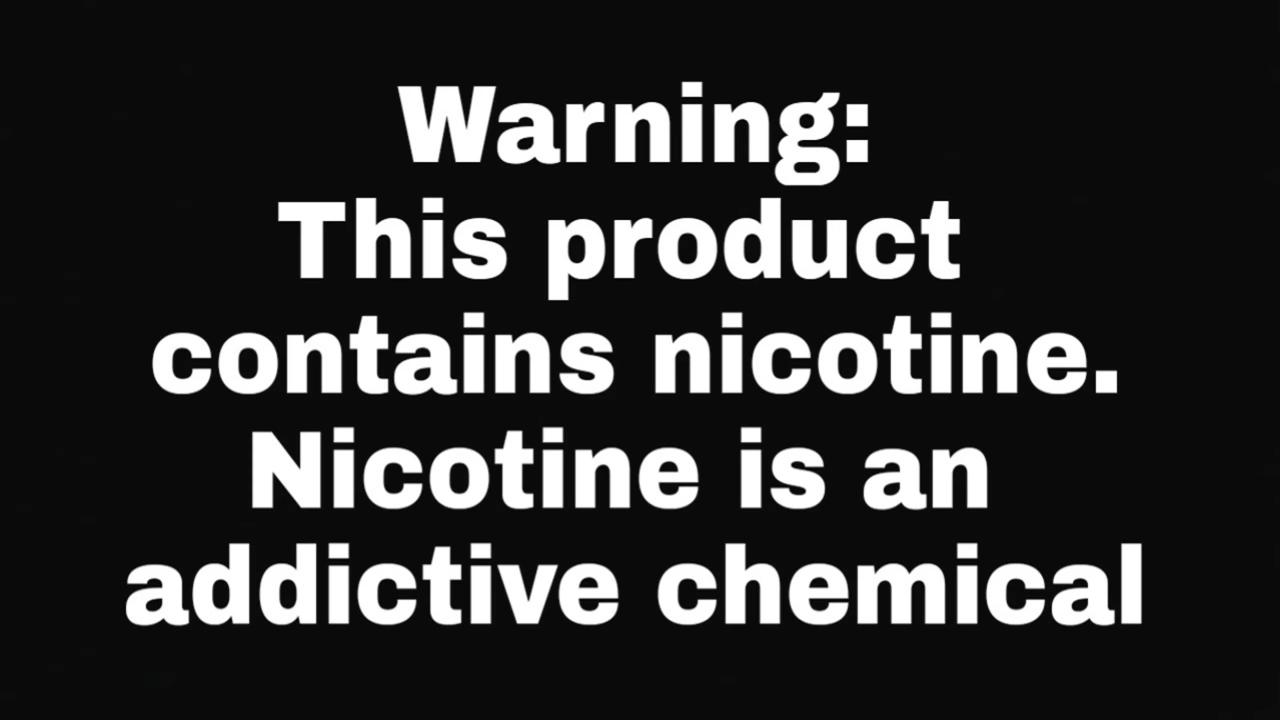 Warning:
This product
contains nicotine.
Nicotine is an
addictive chemical